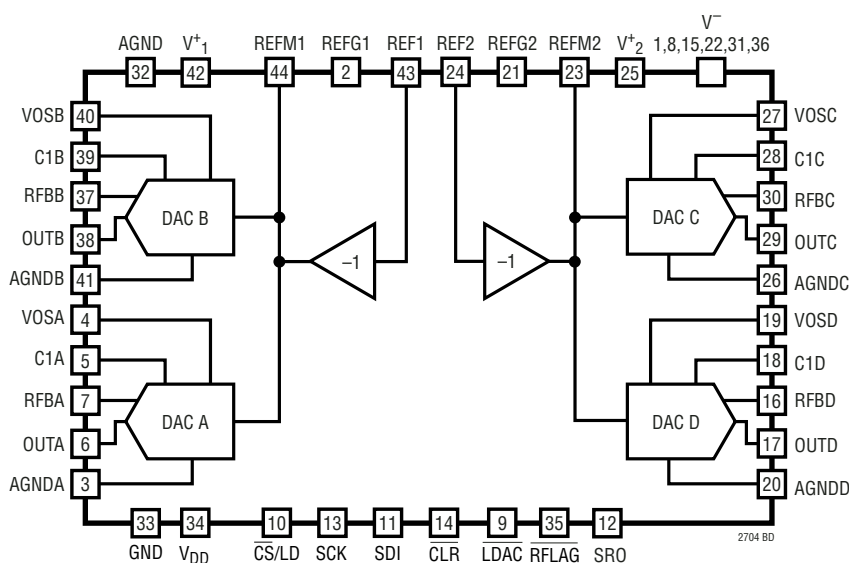 V⁻
AGND V⁺1 REFM1 REFG1 REF1 REF2 REFG2 REFM2 V⁺2 1,8,15,22,31,36
32 42 44 2 43 24 21 23 25
VOSB 40 27 VOSC
C1B 39 28 C1C
RFBB 37 30 RFBC
DAC B DAC C
OUTB 38 29 OUTC
–1 –1
AGNDB 41 26 AGNDC
VOSA 4 19 VOSD
C1A 5 18 C1D
RFBA 7 16 RFBD
DAC A DAC D
OUTA 6 17 OUTD
AGNDA 3 20 AGNDD
33 34 10 13 11 14 9 35 12
2704 BD
GND VDD C̅S̅/LD SCK SDI C̅L̅R̅ L̅D̅A̅C̅ R̅F̅L̅A̅G̅ SRO